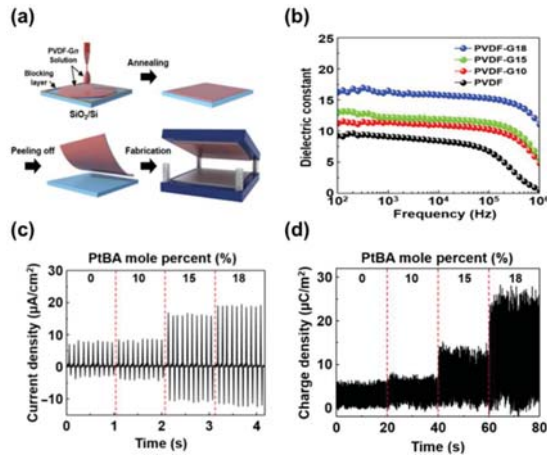 (a)
PVDF-Gn
Solution
Blocking
layer
SiO2/Si
Annealing
Peeling off
Fabrication
(b)
Dielectric constant
25
20
15
10
5
0
PVDF-G18
PVDF-G15
PVDF-G10
PVDF
10^2 10^3 10^4 10^5 10^6
Frequency (Hz)
(c)
PtBA mole percent (%)
0 10 15 18
Current density (μA/cm²)
30
20
10
0
−10
0 1 2 3 4
Time (s)
(d)
PtBA mole percent (%)
0 10 15 18
Charge density (μC/m²)
30
20
10
0
0 20 40 60 80
Time (s)